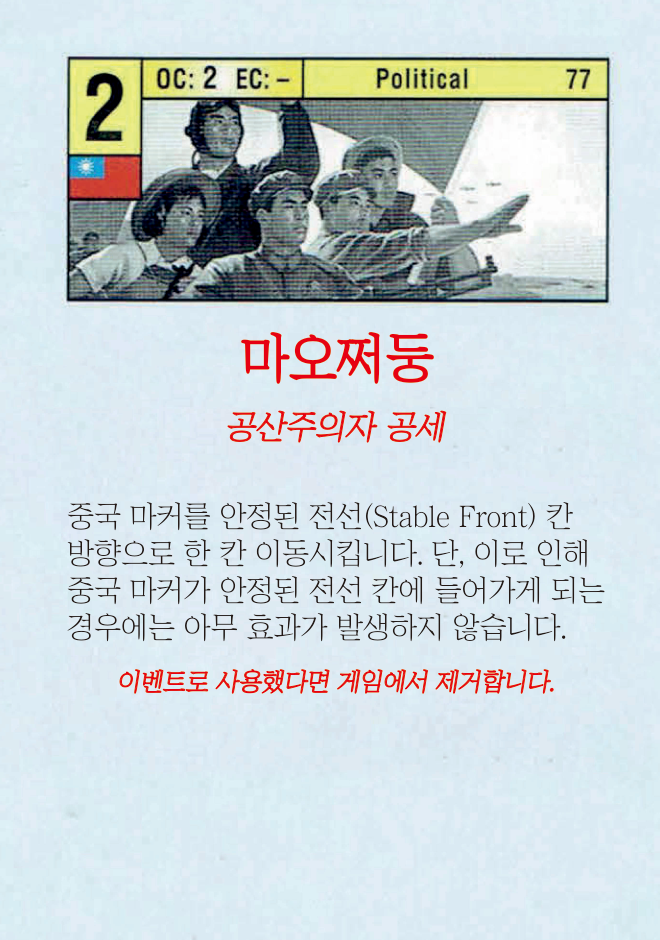 2
OC: 2 EC: – Political 77
마오쩌둥
공산주의자 공세
중국 마커를 안정된 전선(Stable Front) 칸
방향으로 한 칸 이동시킵니다. 단, 이로 인해
중국 마커가 안정된 전선 칸에 들어가게 되는
경우에는 아무 효과가 발생하지 않습니다.
이벤트로 사용했다면 게임에서 제거합니다.